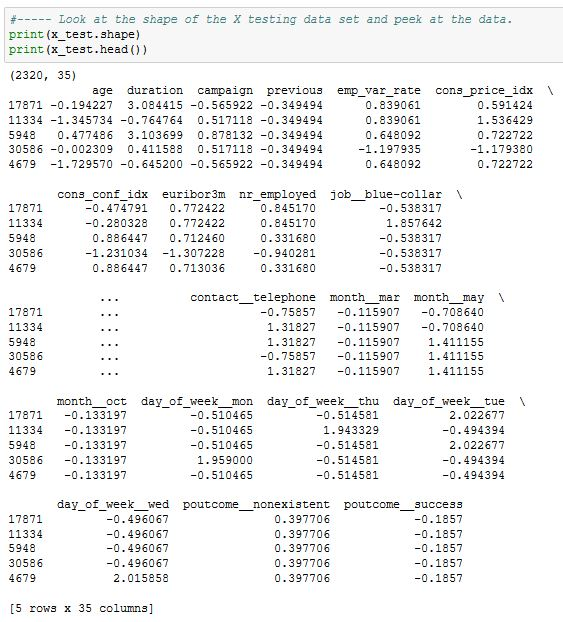 #----- Look at the shape of the X testing data set and peek at the data.
print(x_test.shape)
print(x_test.head())
(2320, 35)
age duration campaign previous emp_var_rate cons_price_idx \
17871 -0.194227 3.084415 -0.565922 -0.349494 0.839061 0.591424
11334 -1.345734 -0.764764 0.517118 -0.349494 0.839061 1.536429
5948 0.477486 3.103699 0.878132 -0.349494 0.648092 0.722722
30586 -0.002309 0.411588 0.517118 -0.349494 -1.197935 -1.179380
4679 -1.729570 -0.645200 -0.565922 -0.349494 0.648092 0.722722
cons_conf_idx euribor3m nr_employed job__blue-collar \
17871 -0.474791 0.772422 0.845170 -0.538317
11334 -0.280328 0.772422 0.845170 1.857642
5948 0.886447 0.712460 0.331680 -0.538317
30586 -1.231034 -1.307228 -0.940281 -0.538317
4679 0.886447 0.713036 0.331680 -0.538317
... contact__telephone month__mar month__may \
17871 ... -0.75857 -0.115907 -0.708640
11334 ... 1.31827 -0.115907 -0.708640
5948 ... 1.31827 -0.115907 1.411155
30586 ... -0.75857 -0.115907 1.411155
4679 ... 1.31827 -0.115907 1.411155
month__oct day_of_week__mon day_of_week__thu day_of_week__tue \
17871 -0.133197 -0.510465 -0.514581 2.022677
11334 -0.133197 -0.510465 1.943329 -0.494394
5948 -0.133197 -0.510465 -0.514581 2.022677
30586 -0.133197 1.959000 -0.514581 -0.494394
4679 -0.133197 -0.510465 -0.514581 -0.494394
day_of_week__wed poutcome__nonexistent poutcome__success
17871 -0.496067 0.397706 -0.1857
11334 -0.496067 0.397706 -0.1857
5948 -0.496067 0.397706 -0.1857
30586 -0.496067 0.397706 -0.1857
4679 2.015858 0.397706 -0.1857
[5 rows x 35 columns]